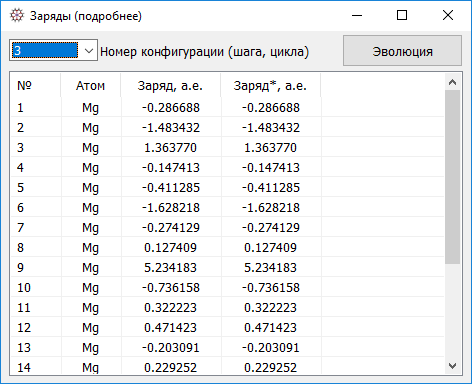 Заряды (подробнее)
3 Номер конфигурации (шага, цикла) Эволюция
№ Атом Заряд, а.е. Заряд*, а.е.
1 Mg -0.286688 -0.286688
2 Mg -1.483432 -1.483432
3 Mg 1.363770 1.363770
4 Mg -0.147413 -0.147413
5 Mg -0.411285 -0.411285
6 Mg -1.628218 -1.628218
7 Mg -0.274129 -0.274129
8 Mg 0.127409 0.127409
9 Mg 5.234183 5.234183
10 Mg -0.736158 -0.736158
11 Mg 0.322223 0.322223
12 Mg 0.471423 0.471423
13 Mg -0.203091 -0.203091
14 Mg 0.229252 0.229252